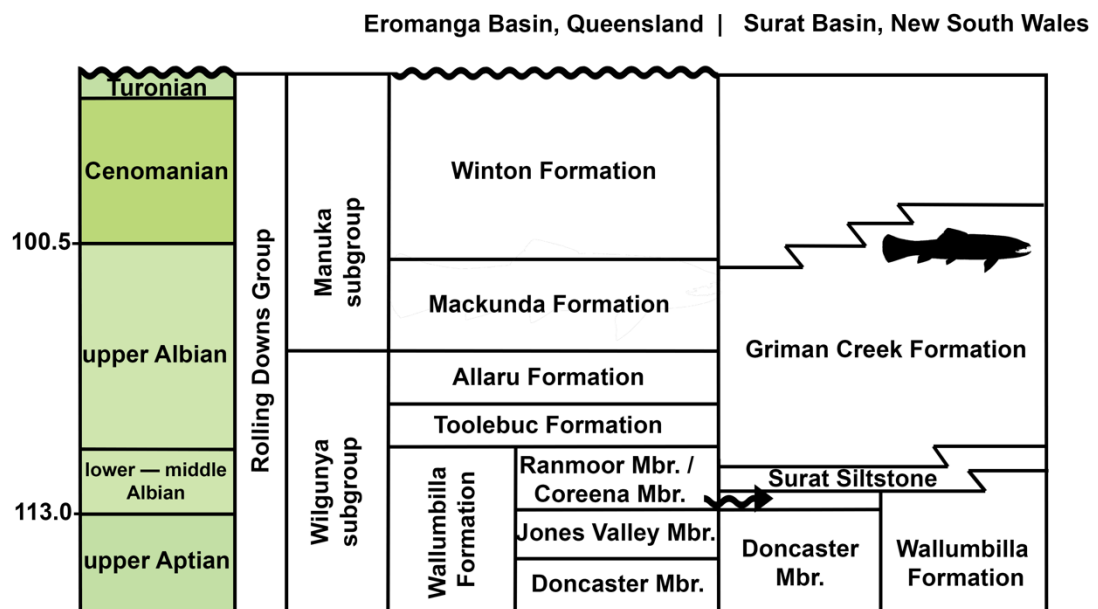 Eromanga Basin, Queensland | Surat Basin, New South Wales
Turonian
Cenomanian
100.5
upper Albian
lower — middle
Albian
113.0
upper Aptian
Rolling Downs Group
Manuka
subgroup
Wilgunya
subgroup
Winton Formation
Mackunda Formation
Allaru Formation
Toolebuc Formation
Wallumbilla
Formation
Ranmoor Mbr. /
Coreena Mbr.
Jones Valley Mbr.
Doncaster Mbr.
Griman Creek Formation
Surat Siltstone
Doncaster
Mbr.
Wallumbilla
Formation